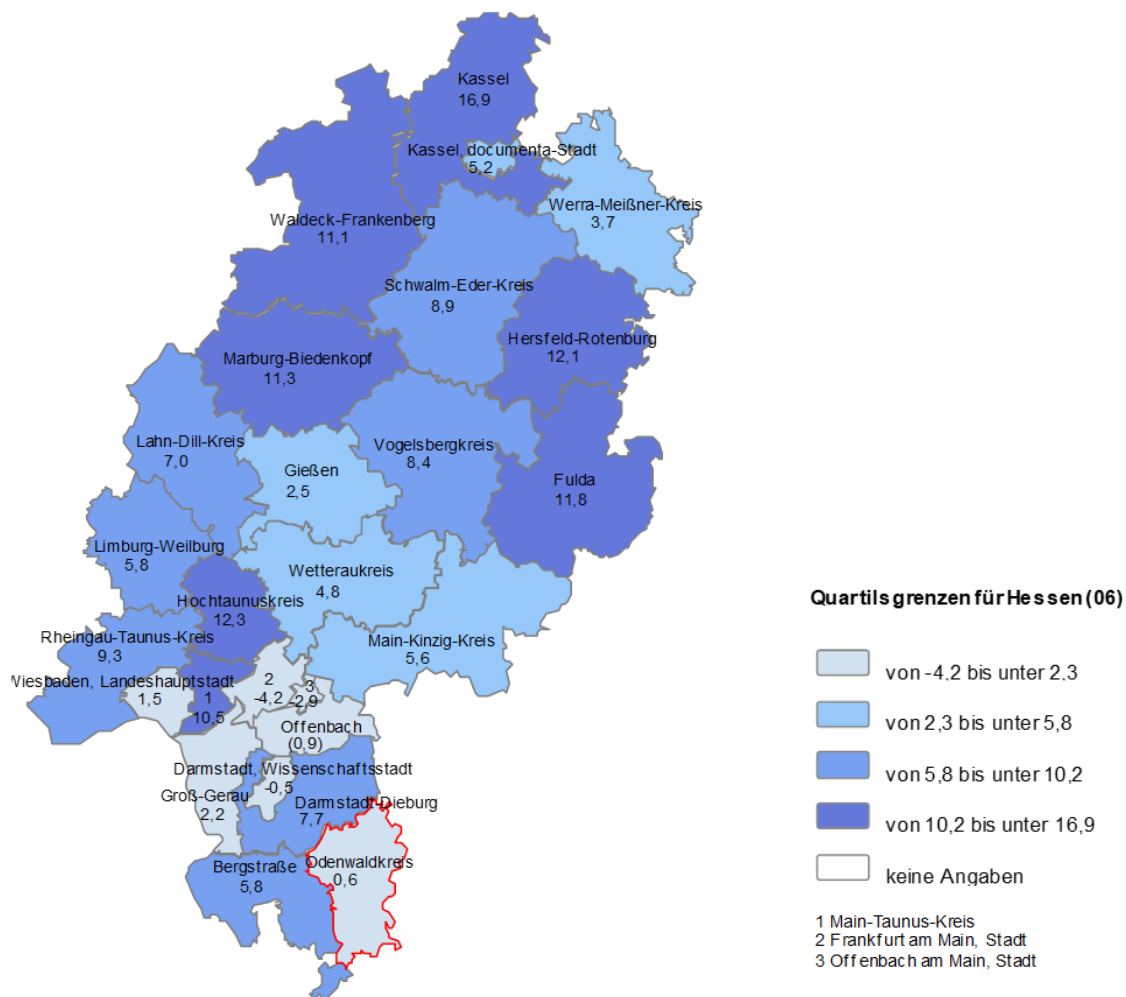 Kassel
16,9
Kassel, documenta-Stadt
5,2
Werra-Meißner-Kreis
3,7
Waldeck-Frankenberg
11,1
Schwalm-Eder-Kreis
8,9
Hersfeld-Rotenburg
12,1
Marburg-Biedenkopf
11,3
Lahn-Dill-Kreis
7,0
Vogelsbergkreis
8,4
Gießen
2,5
Fulda
11,8
Limburg-Weilburg
5,8
Wetteraukreis
4,8
Hochtaunuskreis
12,3
Rheingau-Taunus-Kreis
9,3
Main-Kinzig-Kreis
5,6
Wiesbaden, Landeshauptstadt
1,5
1
10,5
2
-4,2
3
-2,9
Offenbach
(0,9)
Darmstadt, Wissenschaftsstadt
-0,5
Groß-Gerau
2,2
Darmstadt-Dieburg
7,7
Bergstraße
5,8
Odenwaldkreis
0,6
Quartilsgrenzen für Hessen (06)
von -4,2 bis unter 2,3
von 2,3 bis unter 5,8
von 5,8 bis unter 10,2
von 10,2 bis unter 16,9
keine Angaben
1 Main-Taunus-Kreis
2 Frankfurt am Main, Stadt
3 Offenbach am Main, Stadt